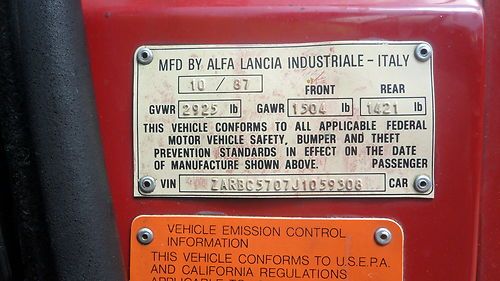 MFD BY ALFA LANCIA INDUSTRIALE - ITALY
10 / 87 FRONT REAR
GVWR 2925 lb GAWR 1504 lb 1421 lb
THIS VEHICLE CONFORMS TO ALL APPLICABLE FEDERAL
MOTOR VEHICLE SAFETY, BUMPER AND THEFT
PREVENTION STANDARDS IN EFFECT ON THE DATE
OF MANUFACTURE SHOWN ABOVE. PASSENGER
VIN ZARBC5707J1059308 CAR
VEHICLE EMISSION CONTROL
INFORMATION
THIS VEHICLE CONFORMS TO U.S.E.P.A.
AND CALIFORNIA REGULATIONS
APPLICABLE TO